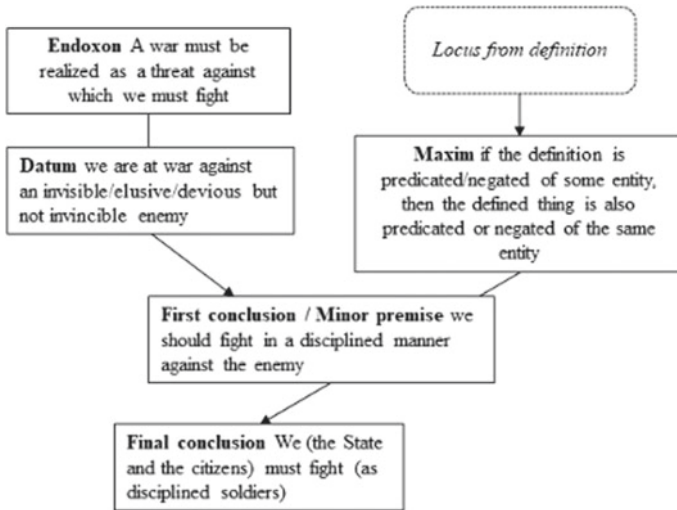 Endoxon A war must be
realized as a threat against
which we must fight
Locus from definition
Datum we are at war against
an invisible/elusive/devious but
not invincible enemy
Maxim if the definition is
predicated/negated of some entity,
then the defined thing is also
predicated or negated of the same
entity
First conclusion / Minor premise we
should fight in a disciplined manner
against the enemy
Final conclusion We (the State
and the citizens) must fight (as
disciplined soldiers)